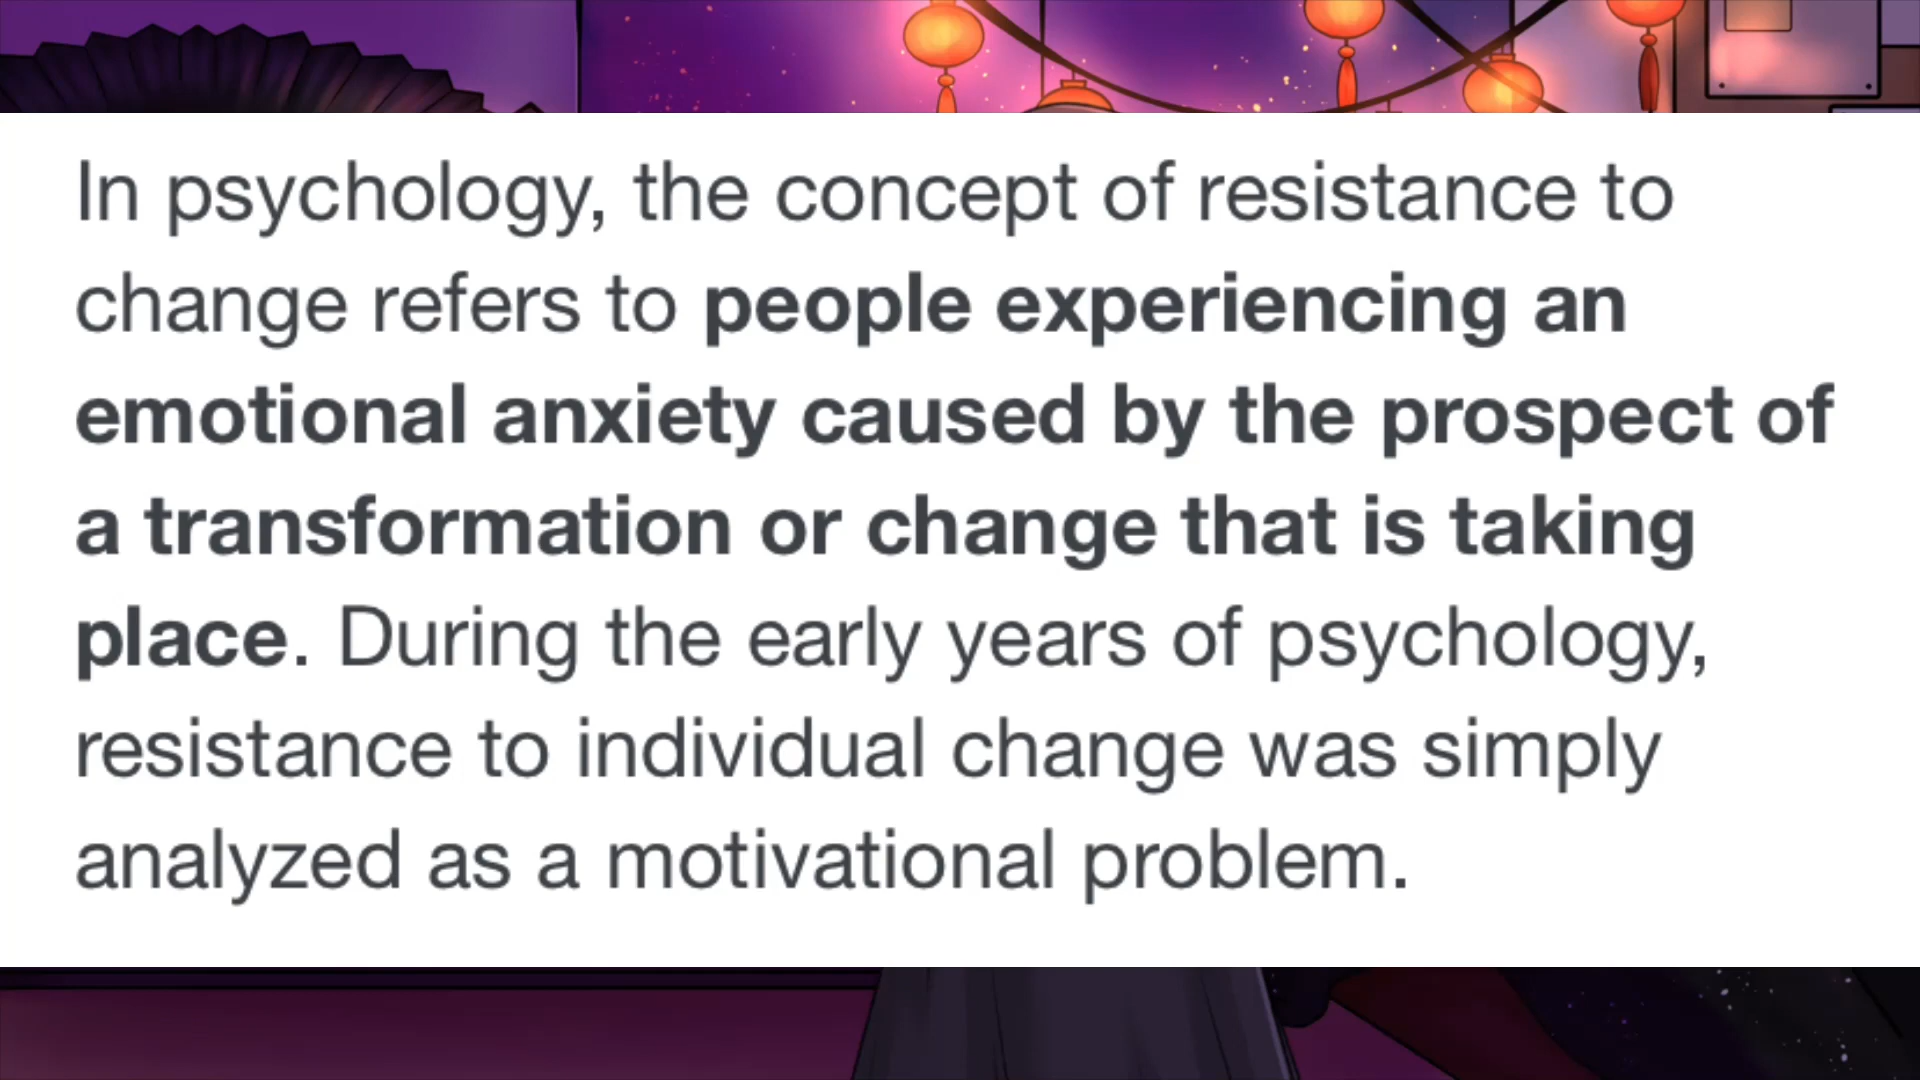 In psychology, the concept of resistance to
change refers to people experiencing an
emotional anxiety caused by the prospect of
a transformation or change that is taking
place. During the early years of psychology,
resistance to individual change was simply
analyzed as a motivational problem.